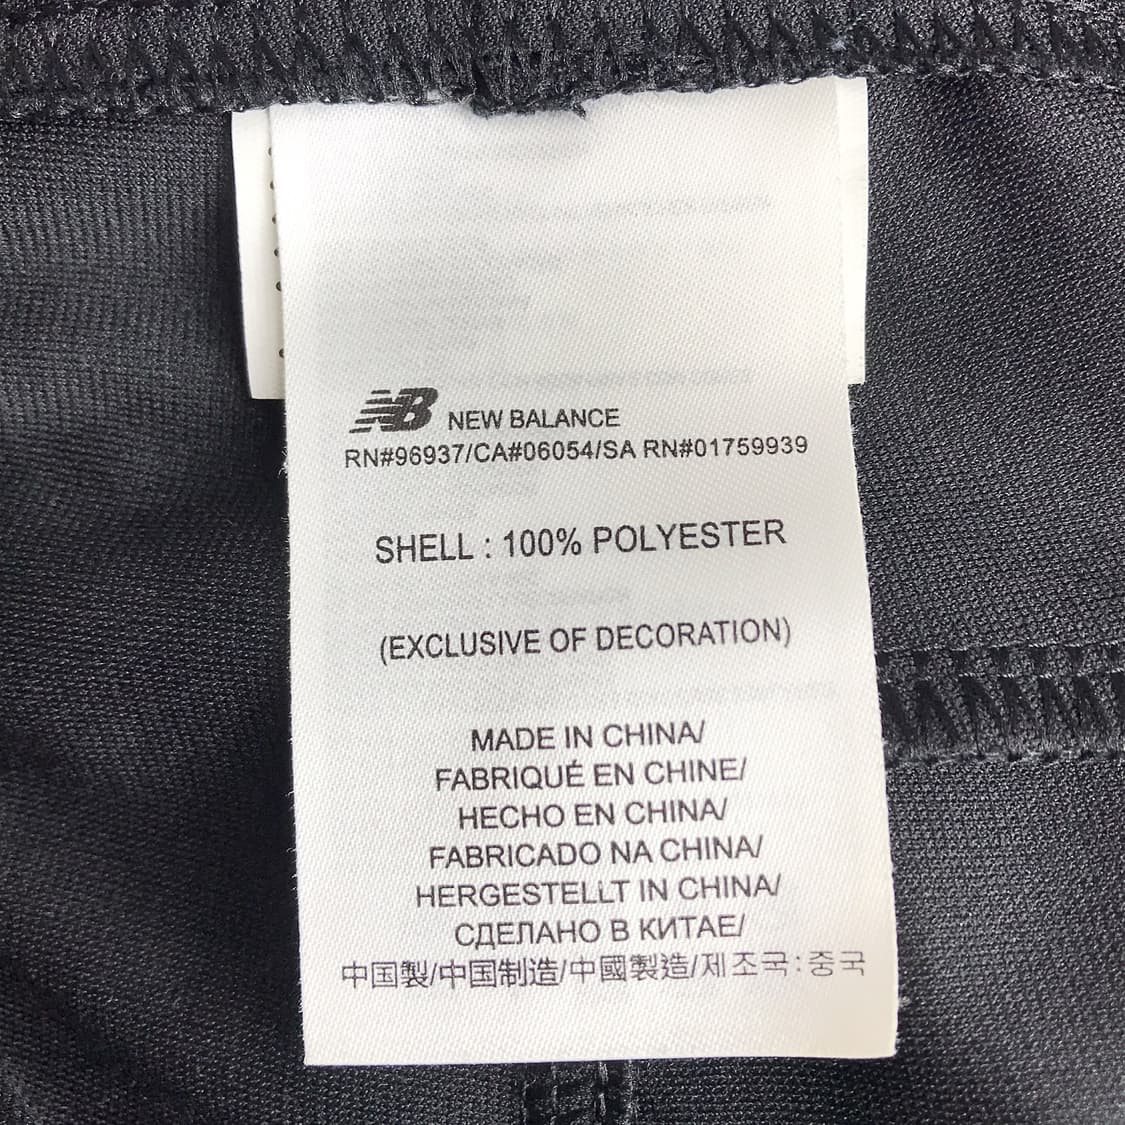 NB NEW BALANCE
RN#96937/CA#06054/SA RN#01759939
SHELL : 100% POLYESTER
(EXCLUSIVE OF DECORATION)
MADE IN CHINA/
FABRIQUÉ EN CHINE/
HECHO EN CHINA/
FABRICADO NA CHINA/
HERGESTELLT IN CHINA/
СДЕЛАНО В КИТАЕ/
中国製/中国制造/中國製造/제조국:중국